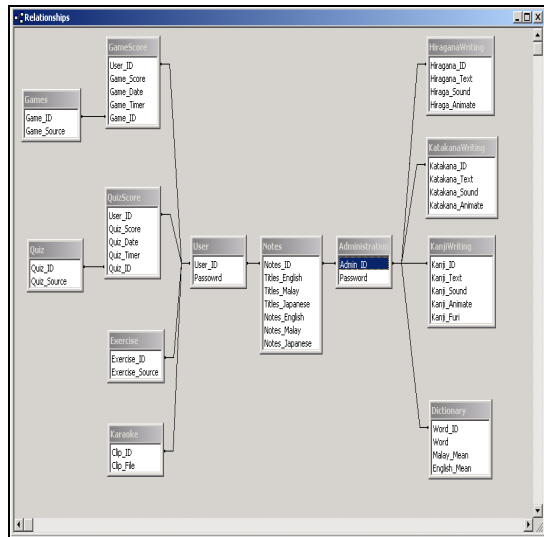 Relationships
GameScore
User_ID
Game_Score
Game_Date
Game_Timer
Game_ID
Games
Game_ID
Game_Source
QuizScore
User_ID
Quiz_Score
Quiz_Date
Quiz_Timer
Quiz_ID
Quiz
Quiz_ID
Quiz_Source
Exercise
Exercise_ID
Exercise_Source
Karaoke
Clip_ID
Clip_File
User
User_ID
Passowrd
Notes
Notes_ID
Titles_English
Titles_Malay
Titles_Japanese
Notes_English
Notes_Malay
Notes_Japanese
Administration
Admin_ID
Password
HiraganaWriting
Hiragana_ID
Hiragana_Text
Hiraga_Sound
Hiraga_Animate
KatakanaWriting
Katakana_ID
Katakana_Text
Katakana_Sound
Katakana_Animate
KanjiWriting
Kanji_ID
Kanji_Text
Kanji_Sound
Kanji_Animate
Kanji_Furi
Dictionary
Word_ID
Word
Malay_Mean
English_Mean